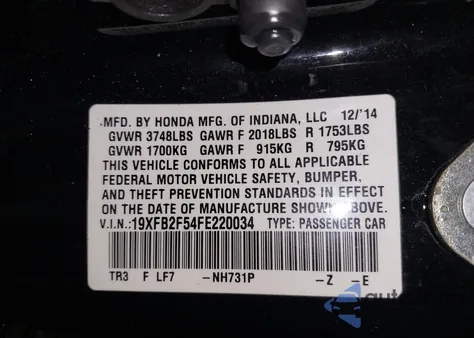 MFD. BY HONDA MFG. OF INDIANA, LLC 12/'14
GVWR 3748LBS GAWR F 2018LBS R 1753LBS
GVWR 1700KG GAWR F 915KG R 795KG
THIS VEHICLE CONFORMS TO ALL APPLICABLE
FEDERAL MOTOR VEHICLE SAFETY, BUMPER,
AND THEFT PREVENTION STANDARDS IN EFFECT
ON THE DATE OF MANUFACTURE SHOWN ABOVE.
V.I.N.:19XFB2F54FE220034 TYPE: PASSENGER CAR
TR3 F LF7 -NH731P -Z -E